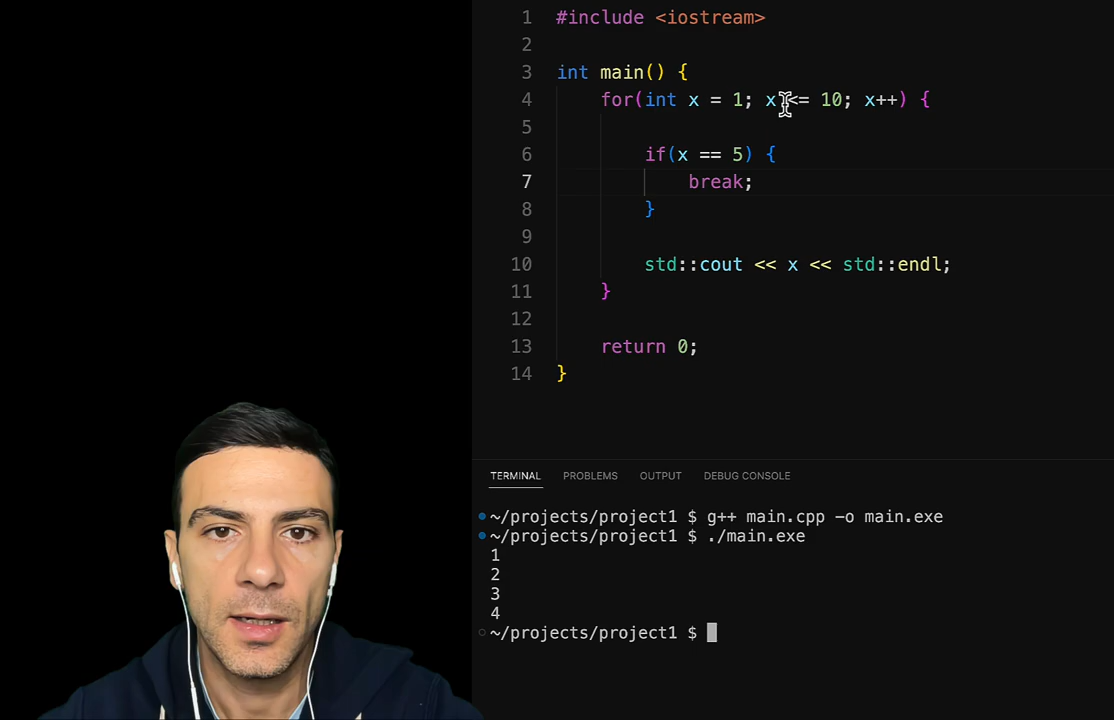 1 #include <iostream>
2
3 int main() {
4 for(int x = 1; x <= 10; x++) {
5
6 if(x == 5) {
7 break;
8 }
9
10 std::cout << x << std::endl;
11 }
12
13 return 0;
14 }
TERMINAL PROBLEMS OUTPUT DEBUG CONSOLE
~/projects/project1 $ g++ main.cpp -o main.exe
~/projects/project1 $ ./main.exe
1
2
3
4
~/projects/project1 $